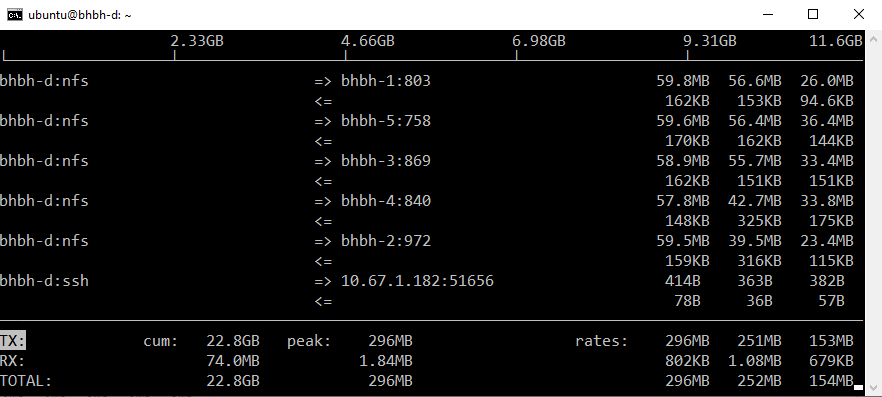 ubuntu@bhbh-d: ~
2.33GB 4.66GB 6.98GB 9.31GB 11.6GB
bhbh-d:nfs => bhbh-1:803 59.8MB 56.6MB 26.0MB
<= 162KB 153KB 94.6KB
bhbh-d:nfs => bhbh-5:758 59.6MB 56.4MB 36.4MB
<= 170KB 162KB 144KB
bhbh-d:nfs => bhbh-3:869 58.9MB 55.7MB 33.4MB
<= 162KB 151KB 151KB
bhbh-d:nfs => bhbh-4:840 57.8MB 42.7MB 33.8MB
<= 148KB 325KB 175KB
bhbh-d:nfs => bhbh-2:972 59.5MB 39.5MB 23.4MB
<= 159KB 316KB 115KB
bhbh-d:ssh => 10.67.1.182:51656 414B 363B 382B
<= 78B 36B 57B
TX: cum: 22.8GB peak: 296MB rates: 296MB 251MB 153MB
RX: 74.0MB 1.84MB 802KB 1.08MB 679KB
TOTAL: 22.8GB 296MB 296MB 252MB 154MB